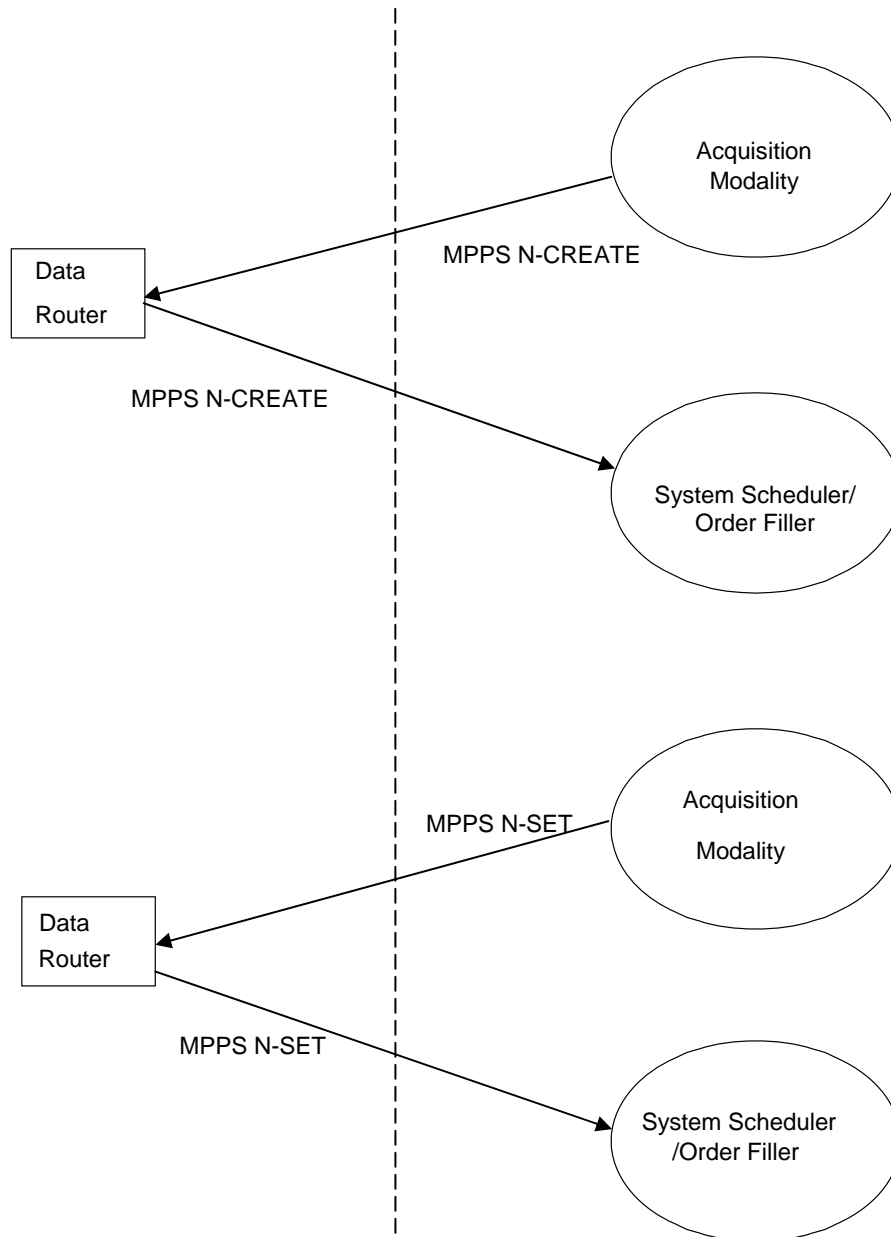 Acquisition
Modality
MPPS N-CREATE
Data
Router
MPPS N-CREATE
System Scheduler/
Order Filler
Acquisition
Modality
MPPS N-SET
Data
Router
MPPS N-SET
System Scheduler
/Order Filler